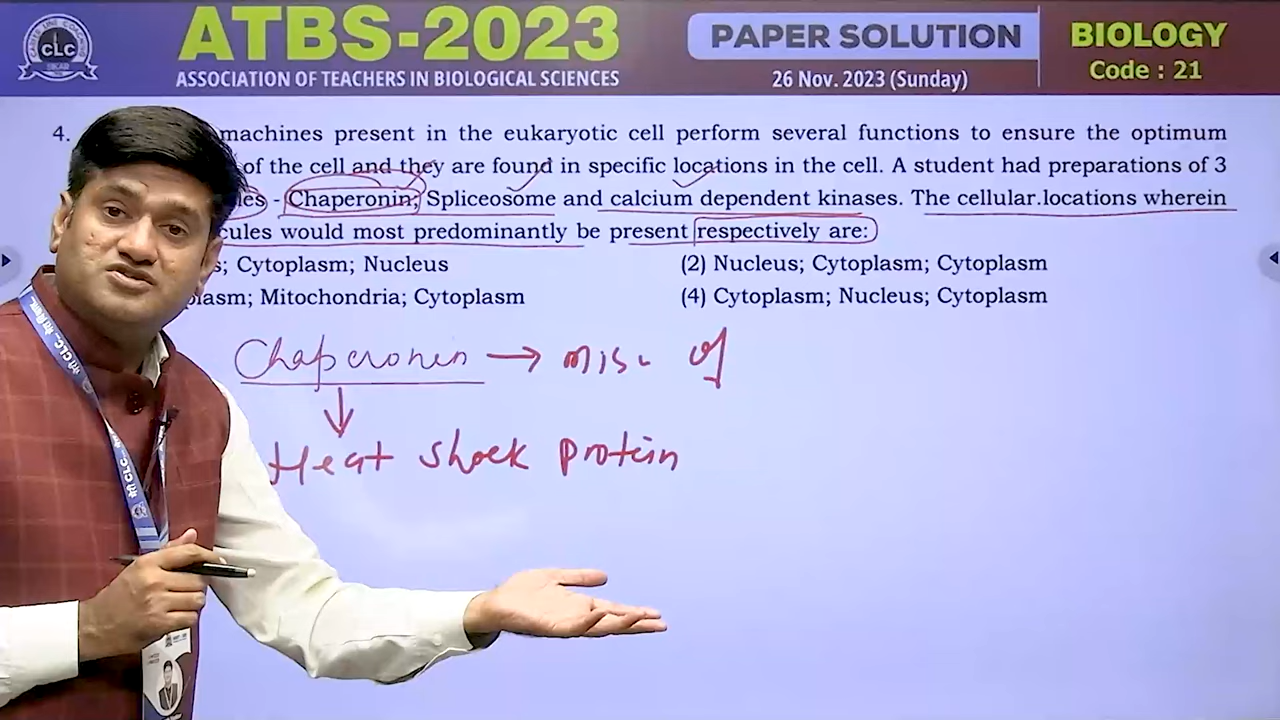 CLC
SIKAR
ATBS-2023
ASSOCIATION OF TEACHERS IN BIOLOGICAL SCIENCES
PAPER SOLUTION
26 Nov. 2023 (Sunday)
BIOLOGY
Code : 21
4. machines present in the eukaryotic cell perform several functions to ensure the optimum
of the cell and they are found in specific locations in the cell. A student had preparations of 3
les - Chaperonin; Spliceosome and calcium dependent kinases. The cellular.locations wherein
cules would most predominantly be present respectively are:
s; Cytoplasm; Nucleus
(2) Nucleus; Cytoplasm; Cytoplasm
plasm; Mitochondria; Cytoplasm
(4) Cytoplasm; Nucleus; Cytoplasm
Chaperonen → misc of
Heat shock protein